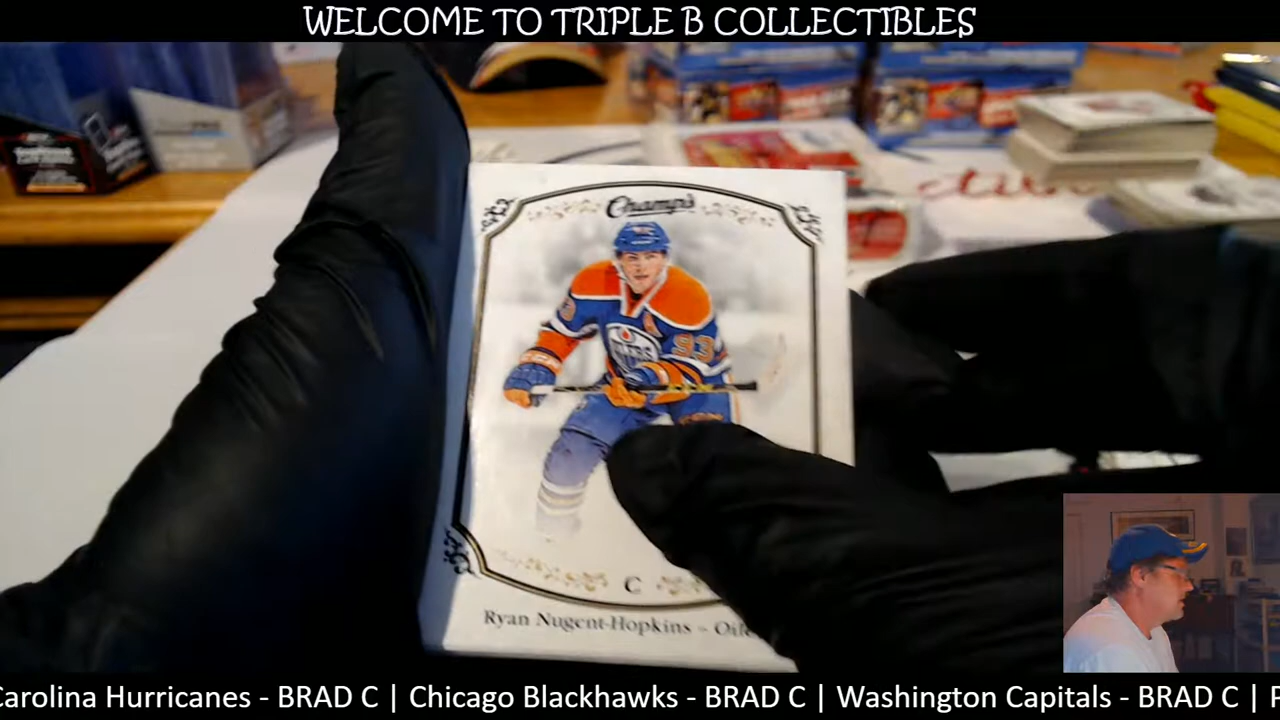 WELCOME TO TRIPLE B COLLECTIBLES
Champ's
93
C
Ryan Nugent-Hopkins -
Carolina Hurricanes - BRAD C | Chicago Blackhawks - BRAD C | Washington Capitals - BRAD C |